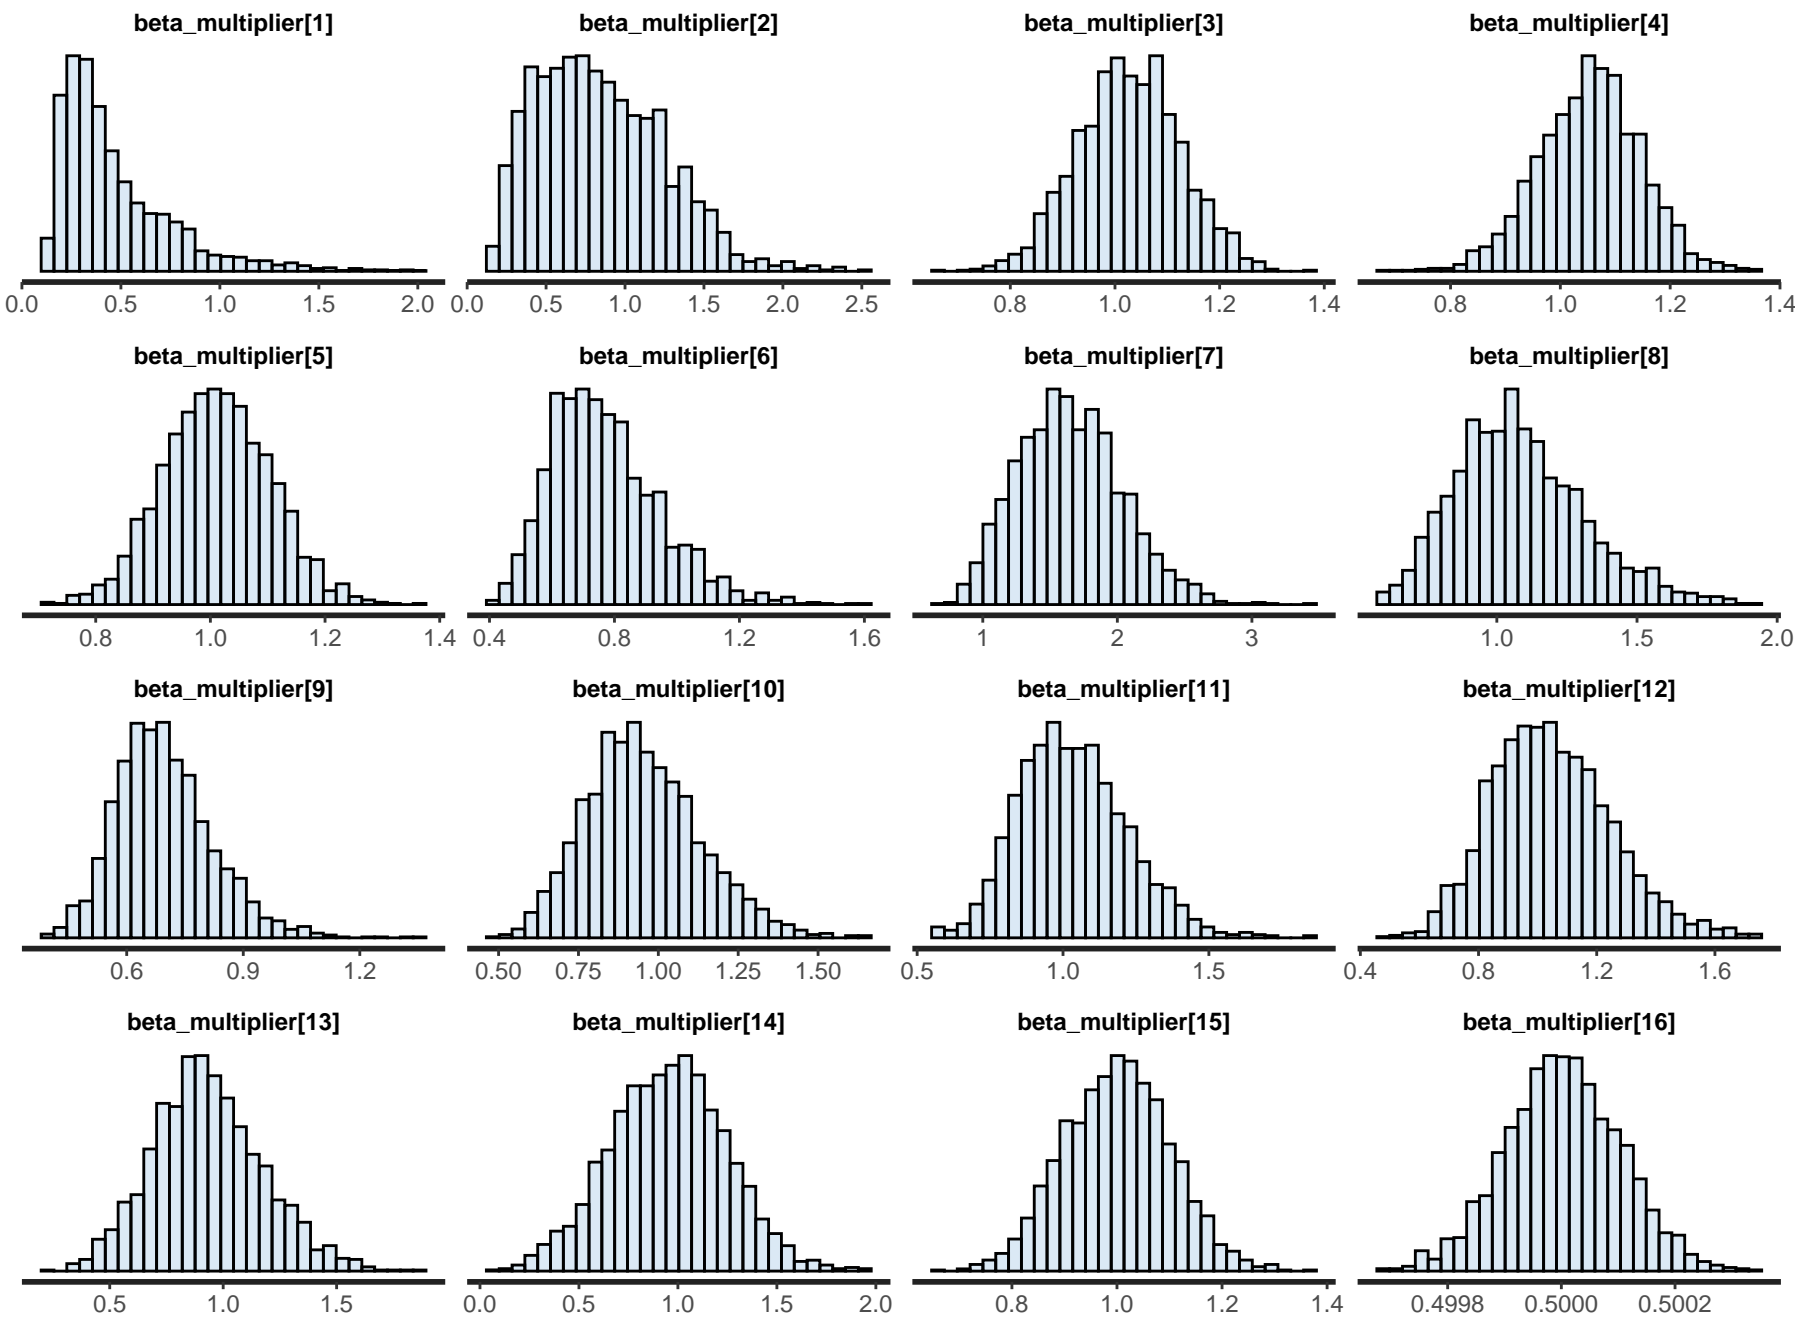 beta_multiplier[1] beta_multiplier[2] beta_multiplier[3] beta_multiplier[4]
0.0 0.5 1.0 1.5 2.0 0.0 0.5 1.0 1.5 2.0 2.5 0.8 1.0 1.2 1.4 0.8 1.0 1.2 1.4
beta_multiplier[5] beta_multiplier[6] beta_multiplier[7] beta_multiplier[8]
0.8 1.0 1.2 1.4 0.4 0.8 1.2 1.6 1 2 3 1.0 1.5 2.0
beta_multiplier[9] beta_multiplier[10] beta_multiplier[11] beta_multiplier[12]
0.6 0.9 1.2 0.50 0.75 1.00 1.25 1.50 0.5 1.0 1.5 0.4 0.8 1.2 1.6
beta_multiplier[13] beta_multiplier[14] beta_multiplier[15] beta_multiplier[16]
0.5 1.0 1.5 0.0 0.5 1.0 1.5 2.0 0.8 1.0 1.2 1.4 0.4998 0.5000 0.5002